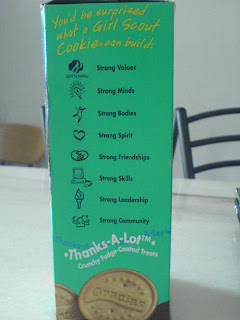 You'd be surprised
what a Girl Scout
Cookie can build:
Strong Values
Strong Minds
Strong Bodies
Strong Spirit
Strong Friendships
Strong Skills
Strong Leadership
Strong Community
Thanks-A-Lot™
Crunchy Fudge-Coated Treats
Gracias